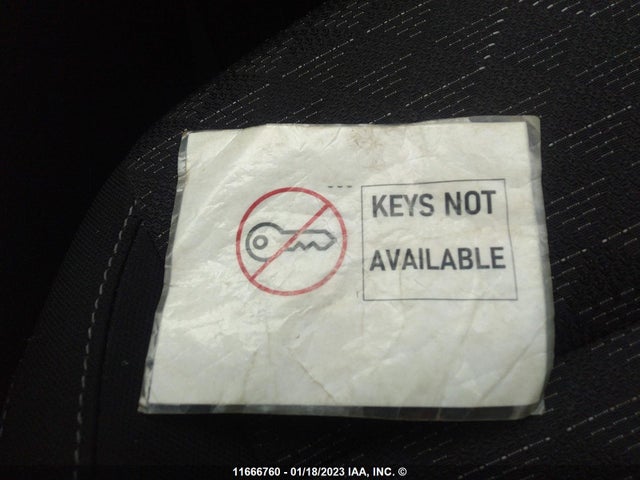 KEYS NOT
AVAILABLE
11666760 - 01/18/2023 IAA, INC. ©